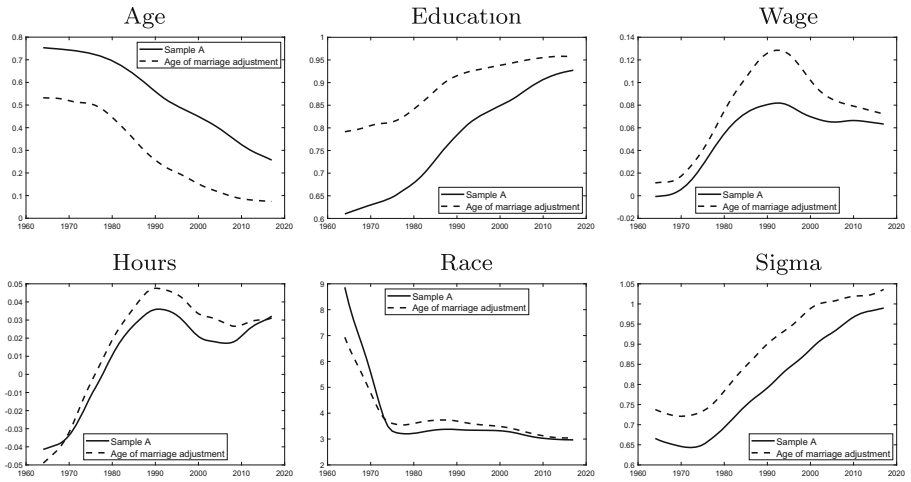 Age
0.8
0.7
0.6
0.5
0.4
0.3
0.2
0.1
0
1960 1970 1980 1990 2000 2010 2020
Sample A
Age of marriage adjustment
Education
1
0.95
0.9
0.85
0.8
0.75
0.7
0.65
0.6
1960 1970 1980 1990 2000 2010 2020
Sample A
Age of marriage adjustment
Wage
0.14
0.12
0.1
0.08
0.06
0.04
0.02
0
-0.02
1960 1970 1980 1990 2000 2010 2020
Sample A
Age of marriage adjustment
Hours
0.05
0.04
0.03
0.02
0.01
0
-0.01
-0.02
-0.03
-0.04
-0.05
1960 1970 1980 1990 2000 2010 2020
Sample A
Age of marriage adjustment
Race
9
8
7
6
5
4
3
2
1960 1970 1980 1990 2000 2010 2020
Sample A
Age of marriage adjustment
Sigma
1.05
1
0.95
0.9
0.85
0.8
0.75
0.7
0.65
0.6
1960 1970 1980 1990 2000 2010 2020
Sample A
Age of marriage adjustment